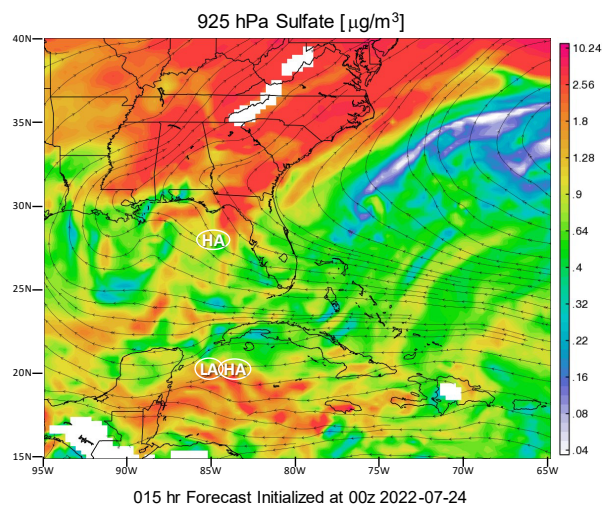 925 hPa Sulfate [μg/m³]
40N
35N
30N
25N
20N
15N
95W 90W 85W 80W 75W 70W 65W
10.24
2.56
1.8
1.28
.9
.64
.4
.32
.22
.16
.08
.04
HA
LA HA
015 hr Forecast Initialized at 00z 2022-07-24